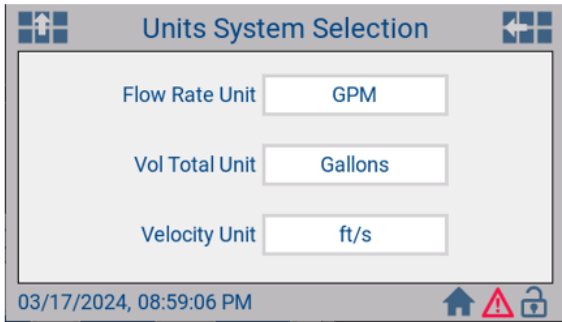 Units System Selection
Flow Rate Unit GPM
Vol Total Unit Gallons
Velocity Unit ft/s
03/17/2024, 08:59:06 PM